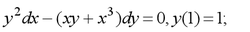 y²dx − (xy + x³)dy = 0, y(1) = 1;